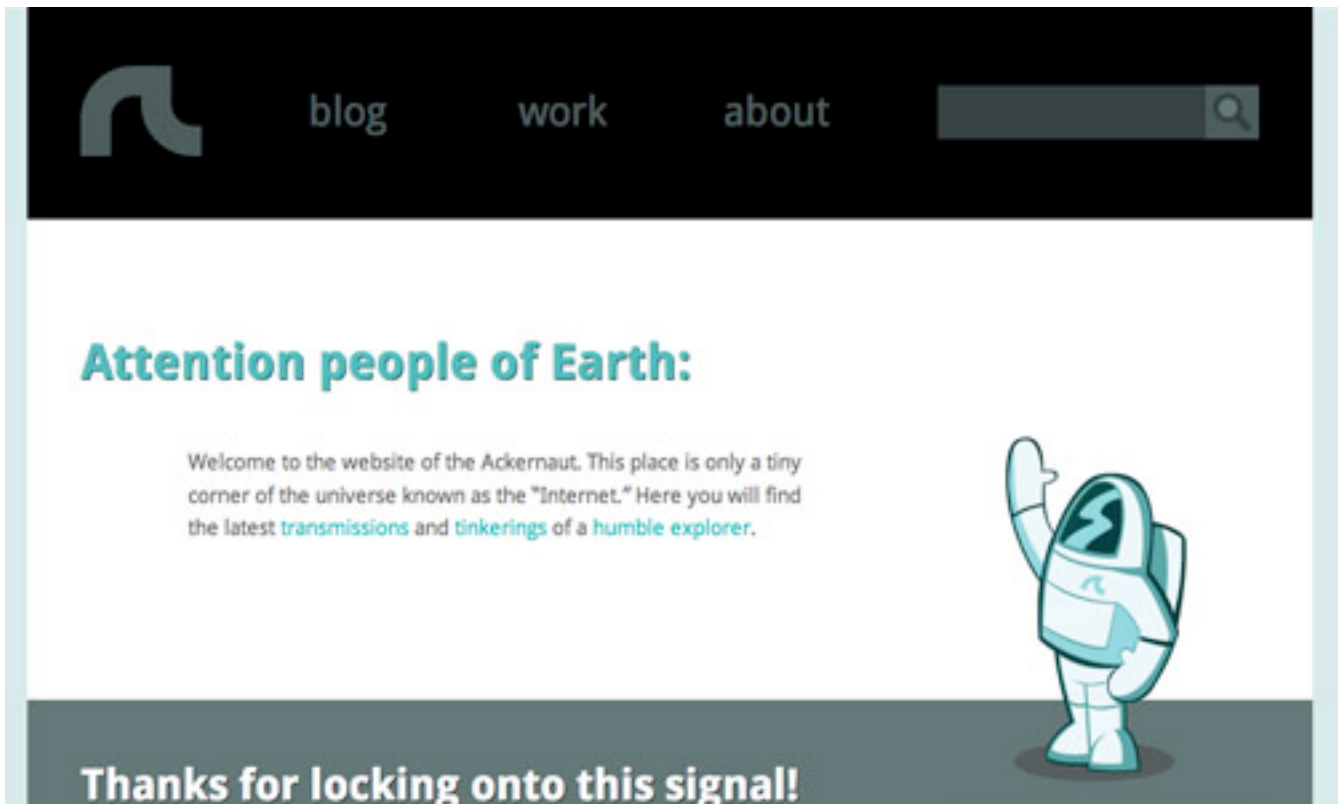 blog work about
Attention people of Earth:
Welcome to the website of the Ackernaut. This place is only a tiny
corner of the universe known as the "Internet." Here you will find
the latest transmissions and tinkerings of a humble explorer.
Thanks for locking onto this signal!